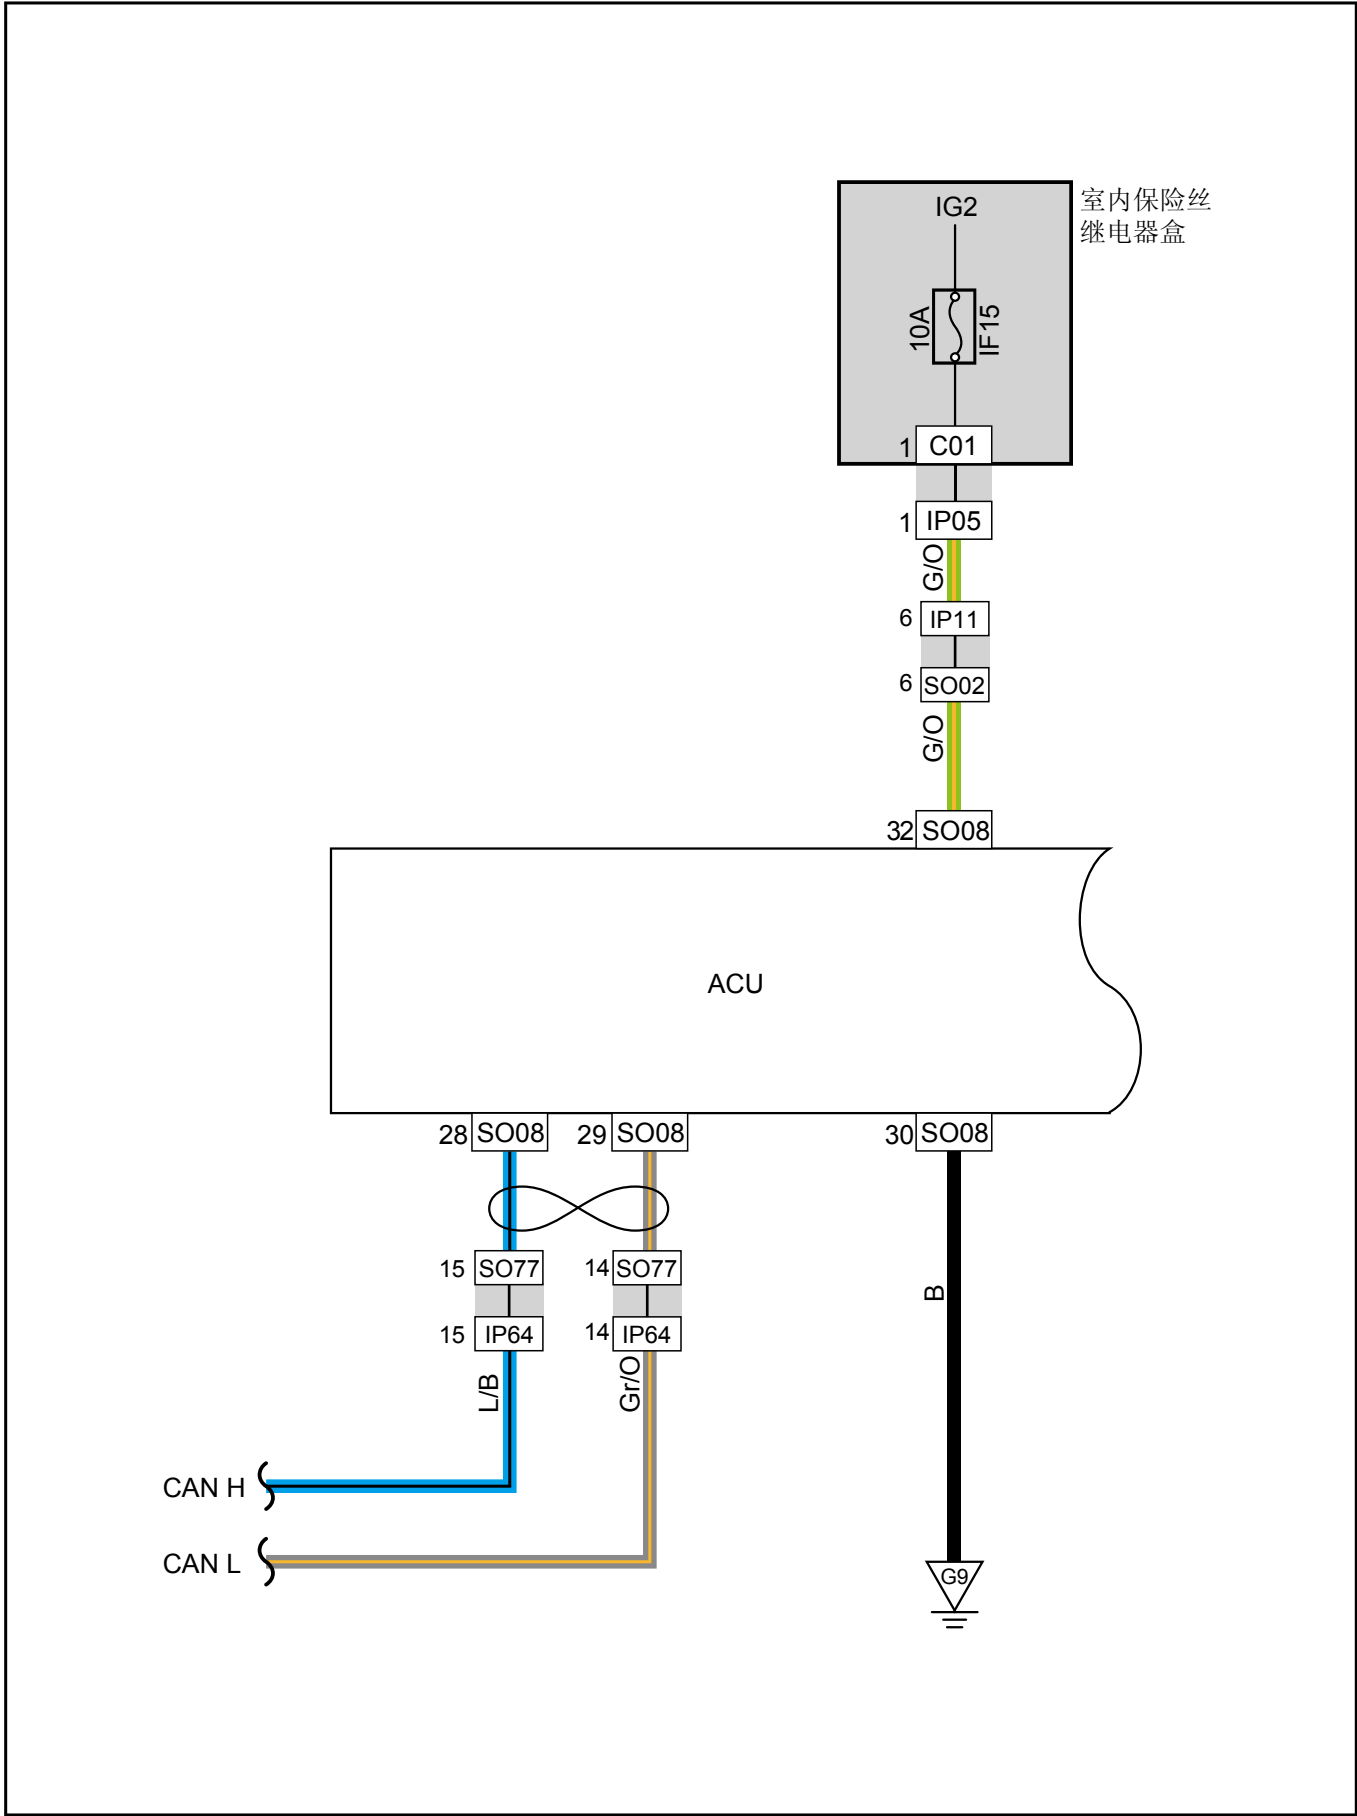 IG2
室内保险丝
继电器盒
10A
IF15
1 C01
1 IP05
G/O
6 IP11
6 SO02
G/O
32 SO08
ACU
28 SO08 29 SO08 30 SO08
15 SO77 14 SO77
B
15 IP64 14 IP64
L/B Gr/O
CAN H
CAN L
G9